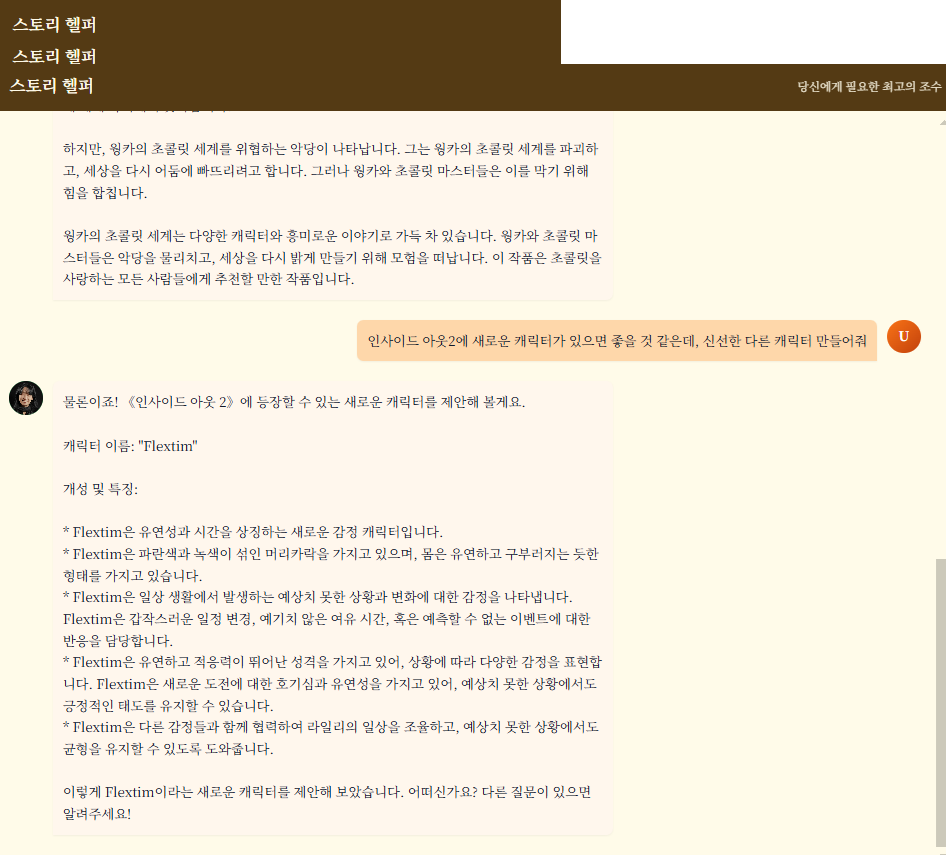 스토리 헬퍼
스토리 헬퍼
스토리 헬퍼
당신에게 필요한 최고의 조수
하지만, 웡카의 초콜릿 세계를 위협하는 악당이 나타납니다. 그는 웡카의 초콜릿 세계를 파괴하
고, 세상을 다시 어둠에 빠뜨리려고 합니다. 그러나 웡카와 초콜릿 마스터들은 이를 막기 위해
힘을 합칩니다.
웡카의 초콜릿 세계는 다양한 캐릭터와 흥미로운 이야기로 가득 차 있습니다. 웡카와 초콜릿 마
스터들은 악당을 물리치고, 세상을 다시 밝게 만들기 위해 모험을 떠납니다. 이 작품은 초콜릿을
사랑하는 모든 사람들에게 추천할 만한 작품입니다.
인사이드 아웃2에 새로운 캐릭터가 있으면 좋을 것 같은데, 신선한 다른 캐릭터 만들어줘
U
물론이죠! 《인사이드 아웃 2》에 등장할 수 있는 새로운 캐릭터를 제안해 볼게요.
캐릭터 이름: "Flextim"
개성 및 특징:
* Flextim은 유연성과 시간을 상징하는 새로운 감정 캐릭터입니다.
* Flextim은 파란색과 녹색이 섞인 머리카락을 가지고 있으며, 몸은 유연하고 구부러지는 듯한
형태를 가지고 있습니다.
* Flextim은 일상 생활에서 발생하는 예상치 못한 상황과 변화에 대한 감정을 나타냅니다.
Flextim은 갑작스러운 일정 변경, 예기치 않은 여유 시간, 혹은 예측할 수 없는 이벤트에 대한
반응을 담당합니다.
* Flextim은 유연하고 적응력이 뛰어난 성격을 가지고 있어, 상황에 따라 다양한 감정을 표현합
니다. Flextim은 새로운 도전에 대한 호기심과 유연성을 가지고 있어, 예상치 못한 상황에서도
긍정적인 태도를 유지할 수 있습니다.
* Flextim은 다른 감정들과 함께 협력하여 라일리의 일상을 조율하고, 예상치 못한 상황에서도
균형을 유지할 수 있도록 도와줍니다.
이렇게 Flextim이라는 새로운 캐릭터를 제안해 보았습니다. 어떠신가요? 다른 질문이 있으면
알려주세요!